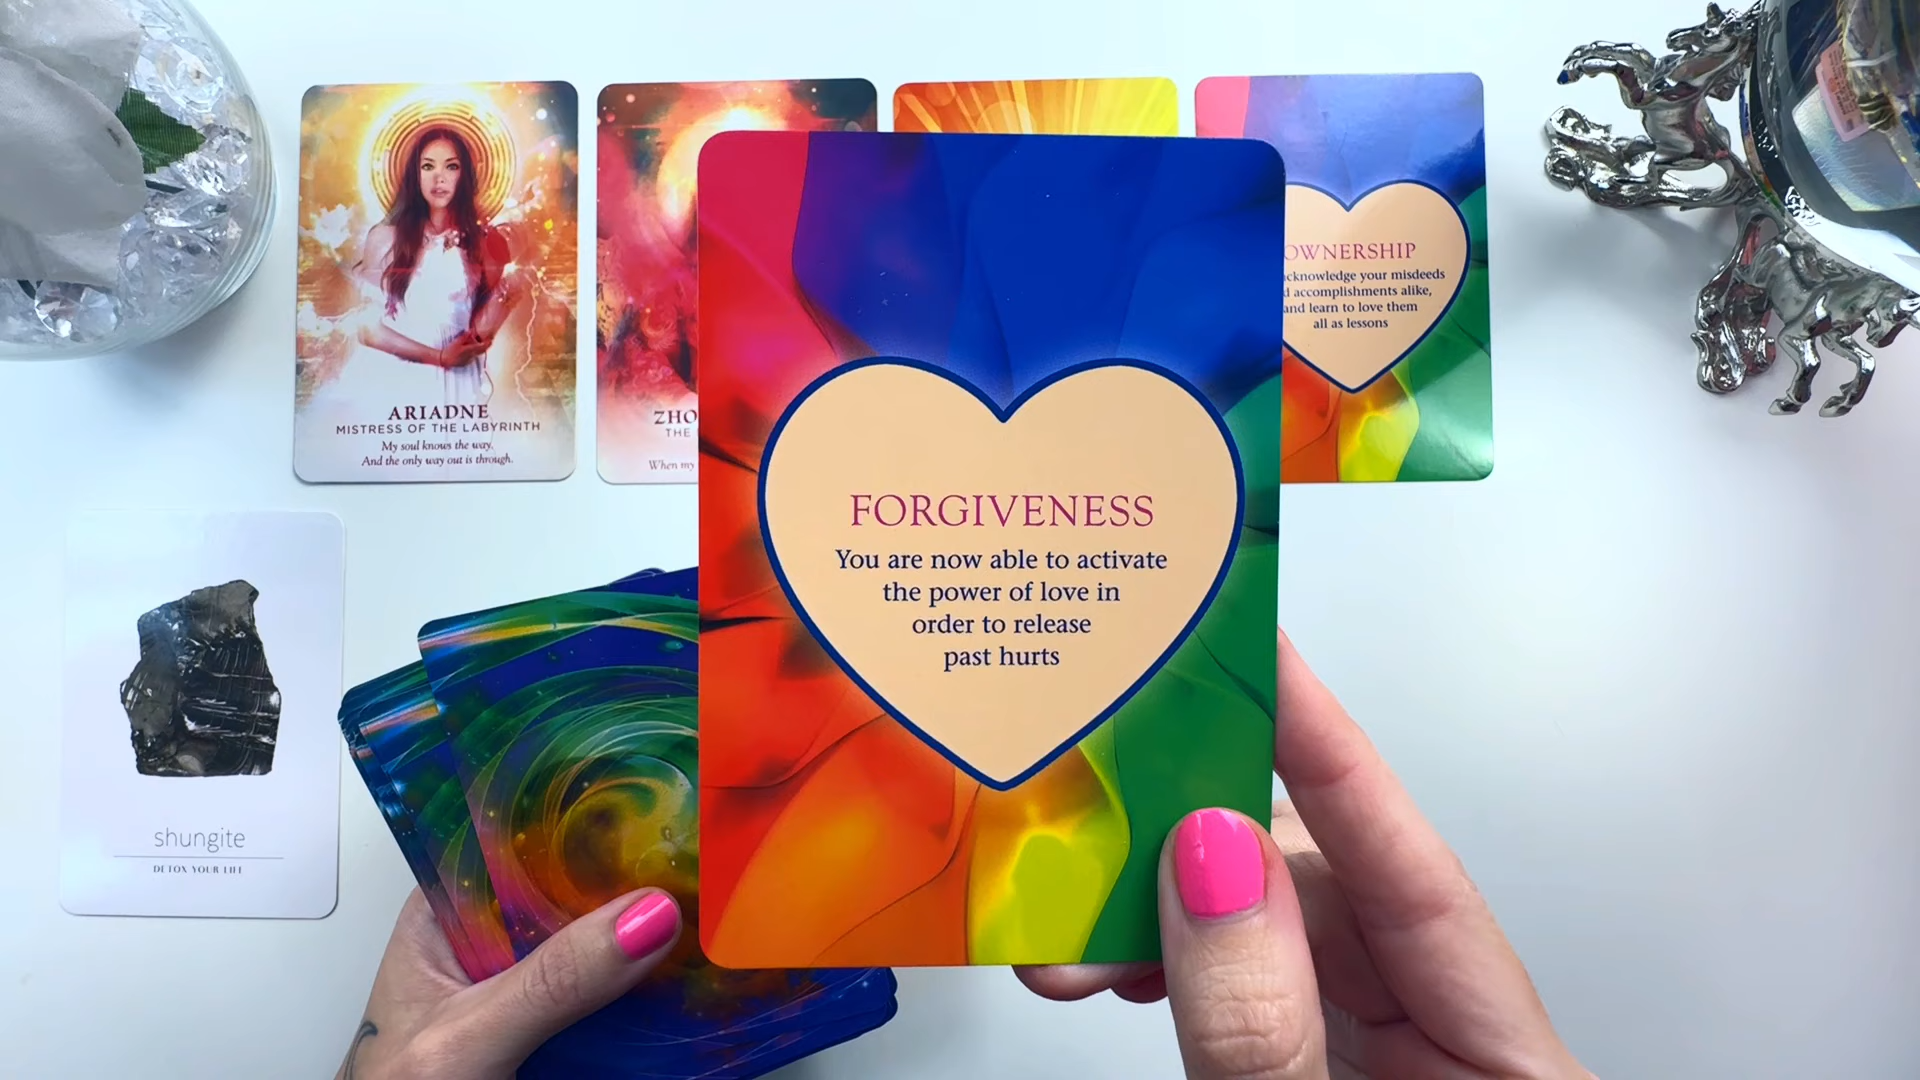 ARIADNE
MISTRESS OF THE LABYRINTH
My soul knows the way.
And the only way out is through.
ZHO
THE
When my
OWNERSHIP
acknowledge your misdeeds
accomplishments alike,
and learn to love them
all as lessons
FORGIVENESS
You are now able to activate
the power of love in
order to release
past hurts
shungite
DETOX YOUR LIFE